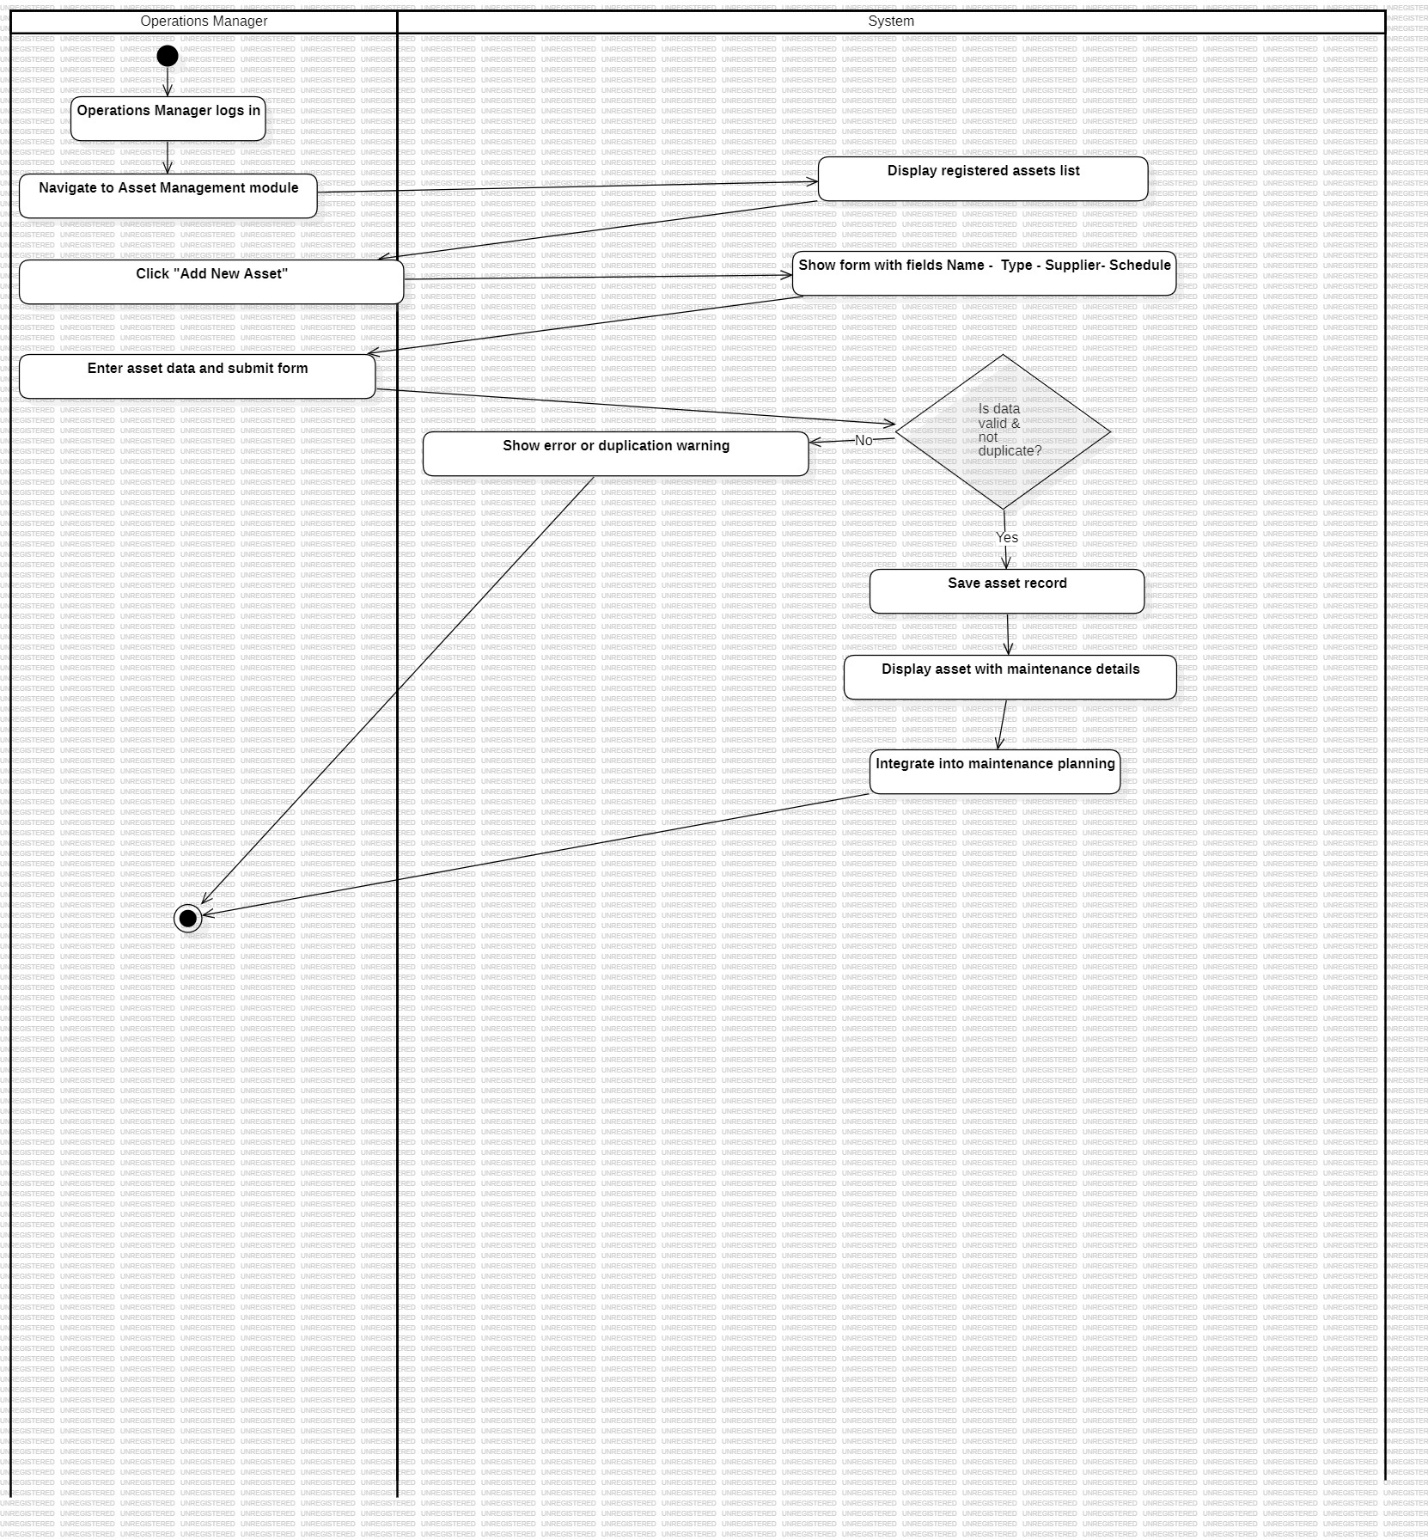 Operations Manager
System
Operations Manager logs in
Navigate to Asset Management module
Display registered assets list
Click "Add New Asset"
Show form with fields Name -  Type - Supplier- Schedule
Enter asset data and submit form
Is data
valid &
not
duplicate?
No
Show error or duplication warning
Yes
Save asset record
Display asset with maintenance details
Integrate into maintenance planning
UNREGISTERED